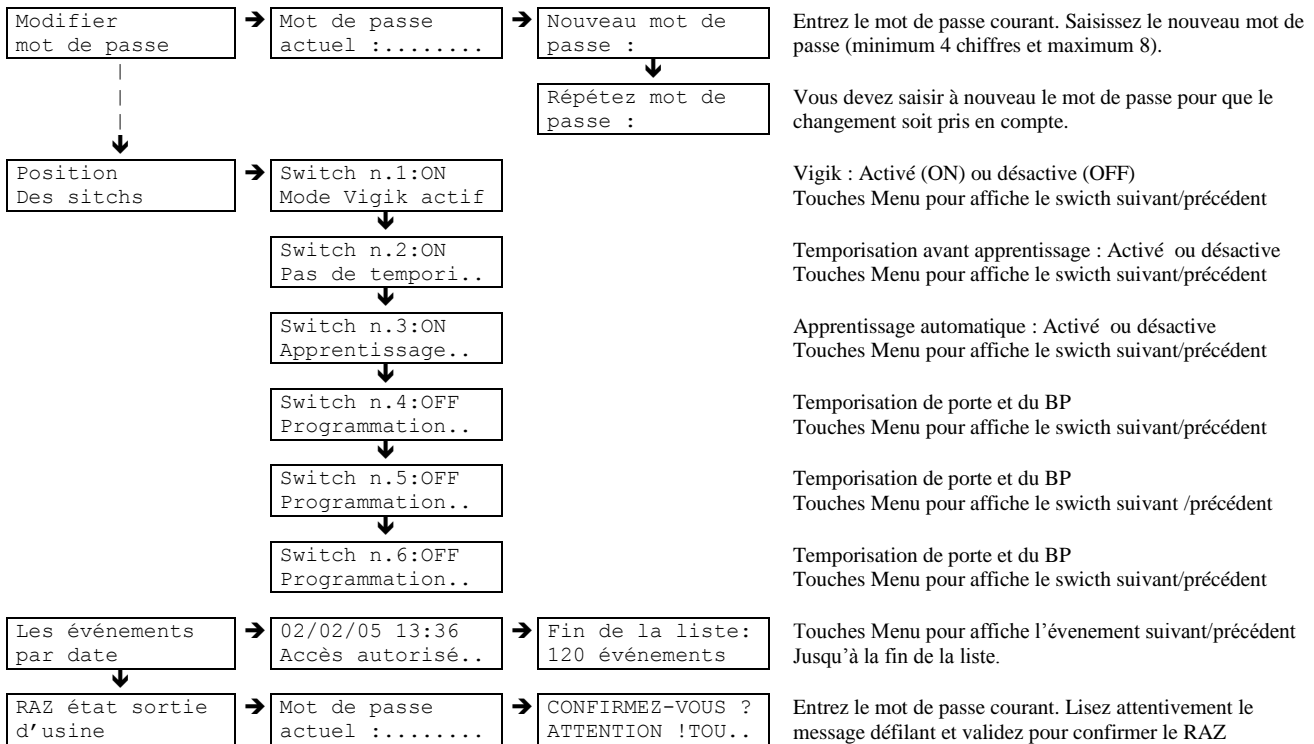 Modifier
mot de passe
Mot de passe
actuel :........
Nouveau mot de
passe :
Entrez le mot de passe courant. Saisissez le nouveau mot de
passe (minimum 4 chiffres et maximum 8).
Répétez mot de
passe :
Vous devez saisir à nouveau le mot de passe pour que le
changement soit pris en compte.
Position
Des sitchs
Switch n.1:ON
Mode Vigik actif
Vigik : Activé (ON) ou désactive (OFF)
Touches Menu pour affiche le swicth suivant/précédent
Switch n.2:ON
Pas de tempori..
Temporisation avant apprentissage : Activé  ou désactive
Touches Menu pour affiche le swicth suivant/précédent
Switch n.3:ON
Apprentissage..
Apprentissage automatique : Activé  ou désactive
Touches Menu pour affiche le swicth suivant/précédent
Switch n.4:OFF
Programmation..
Temporisation de porte et du BP
Touches Menu pour affiche le swicth suivant/précédent
Switch n.5:OFF
Programmation..
Temporisation de porte et du BP
Touches Menu pour affiche le swicth suivant /précédent
Switch n.6:OFF
Programmation..
Temporisation de porte et du BP
Touches Menu pour affiche le swicth suivant/précédent
Les événements
par date
02/02/05 13:36
Accès autorisé..
Fin de la liste:
120 événements
Touches Menu pour affiche l’évenement suivant/précédent
Jusqu’à la fin de la liste.
RAZ état sortie
d’usine
Mot de passe
actuel :........
CONFIRMEZ-VOUS ?
ATTENTION !TOU..
Entrez le mot de passe courant. Lisez attentivement le
message défilant et validez pour confirmer le RAZ